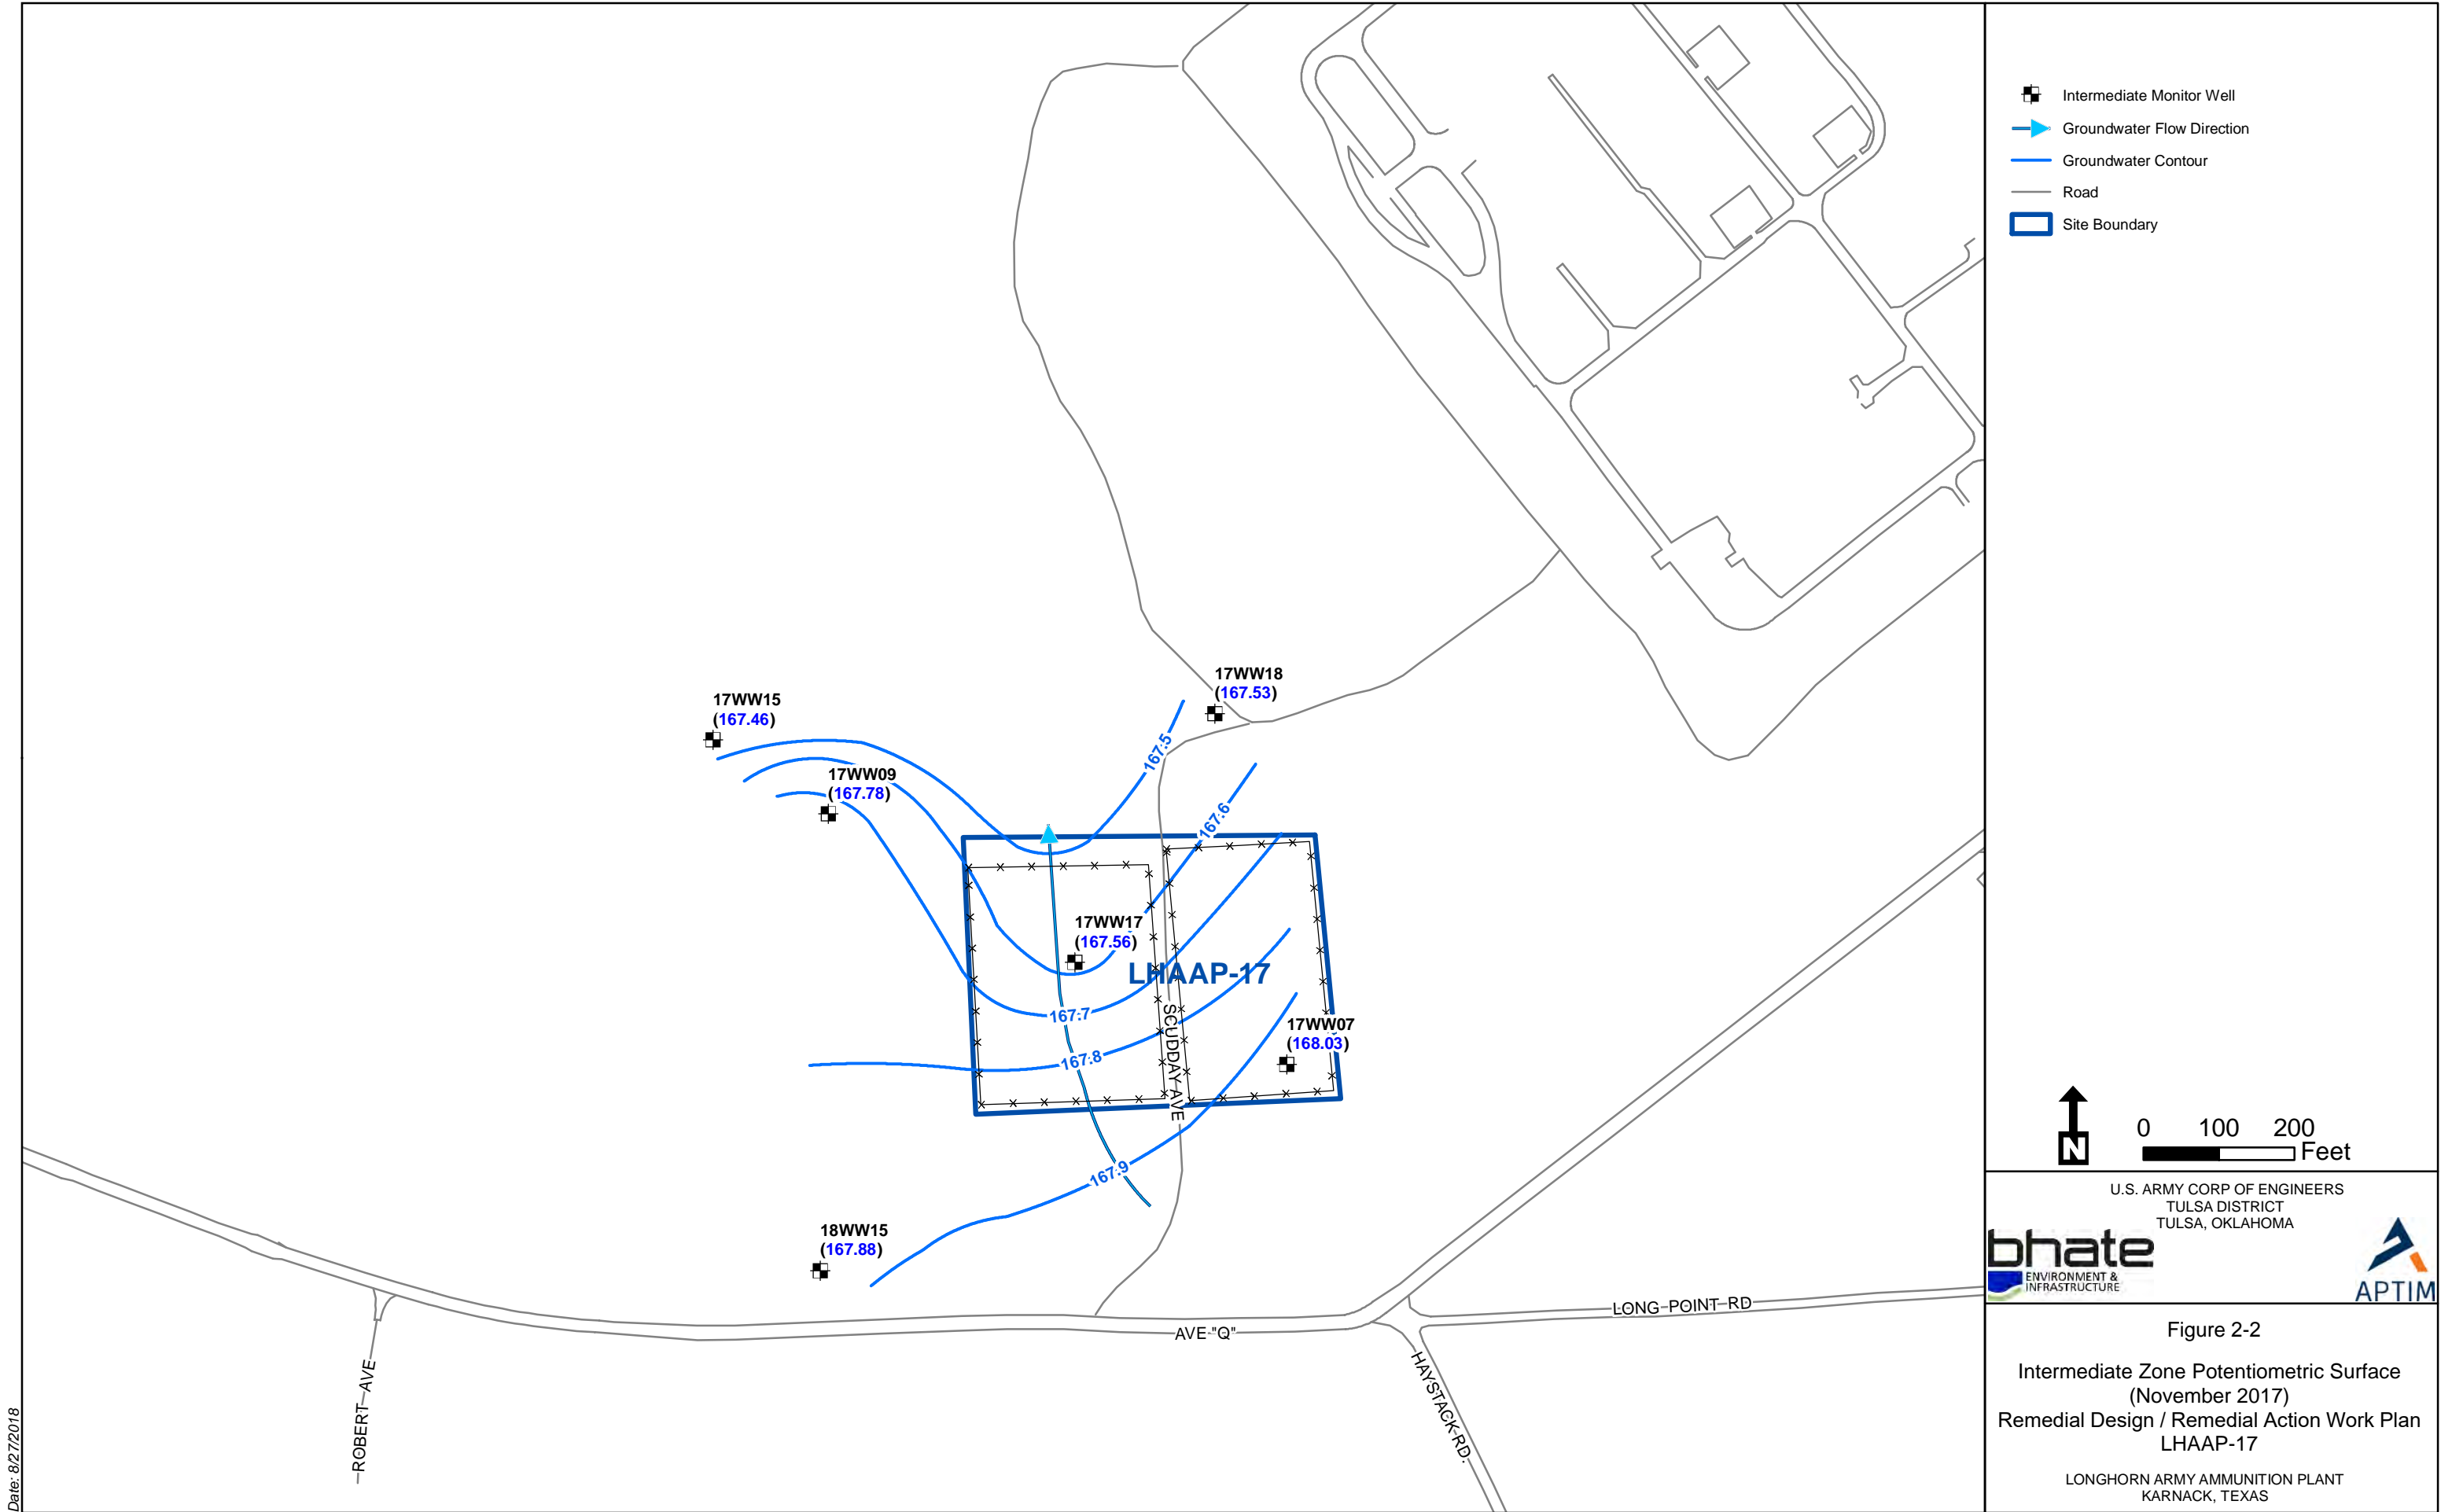 Intermediate Monitor Well
Groundwater Flow Direction
Groundwater Contour
Road
Site Boundary
17WW18
(167.53)
17WW15
(167.46)
17WW09
(167.78)
167.5
167.6
17WW17
(167.56)
LHAAP-17
SCUDDAY AVE
167.7
17WW07
(168.03)
167.8
167.9
18WW15
(167.88)
ROBERT AVE
AVE "Q"
LONG POINT RD
HAYSTACK RD.
N
0 100 200
Feet
U.S. ARMY CORP OF ENGINEERS
TULSA DISTRICT
TULSA, OKLAHOMA
bhate
ENVIRONMENT &
INFRASTRUCTURE
APTIM
Figure 2-2
Intermediate Zone Potentiometric Surface
(November 2017)
Remedial Design / Remedial Action Work Plan
LHAAP-17
LONGHORN ARMY AMMUNITION PLANT
KARNACK, TEXAS
Date: 8/27/2018